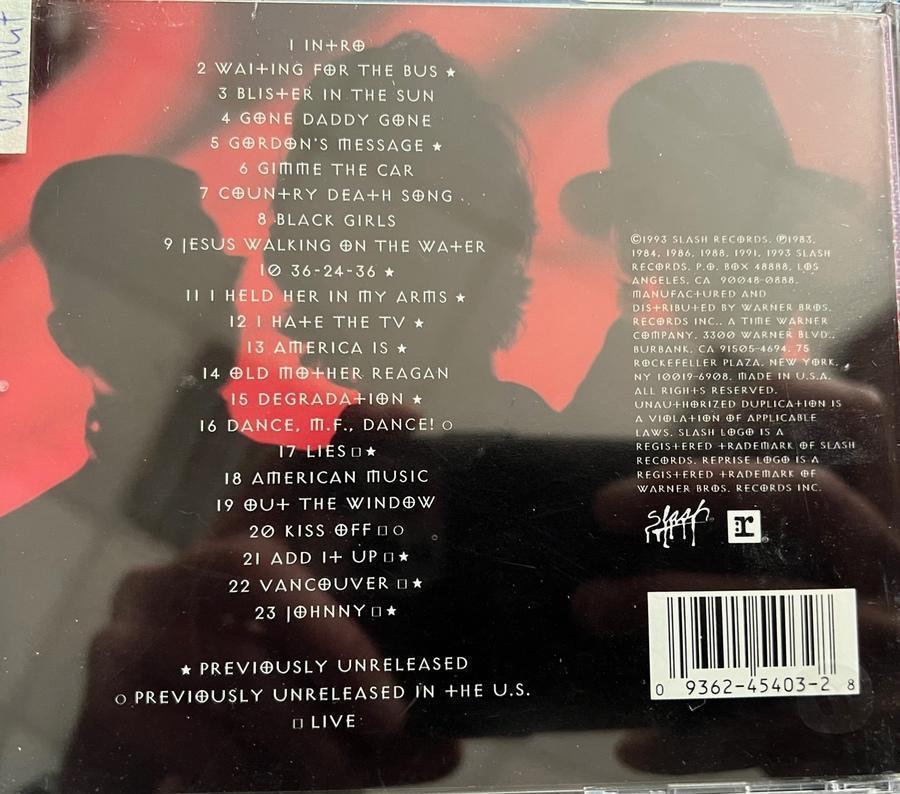 1 INTRO
2 WAITING FOR THE BUS ★
3 BLISTER IN THE SUN
4 GONE DADDY GONE
5 GORDON'S MESSAGE ★
6 GIMME THE CAR
7 COUNTRY DEATH SONG
8 BLACK GIRLS
9 JESUS WALKING ON THE WATER
10 36-24-36 ★
11 I HELD HER IN MY ARMS ★
12 I HATE THE TV ★
13 AMERICA IS ★
14 OLD MOTHER REAGAN
15 DEGRADATION ★
16 DANCE, M.F., DANCE! ○
17 LIES □ ★
18 AMERICAN MUSIC
19 OUT THE WINDOW
20 KISS OFF □ ○
21 ADD IT UP □ ★
22 VANCOUVER □ ★
23 JOHNNY □ ★
★ PREVIOUSLY UNRELEASED
○ PREVIOUSLY UNRELEASED IN THE U.S.
□ LIVE
©1993 SLASH RECORDS. ℗1983,
1984, 1986, 1988, 1991, 1993 SLASH
RECORDS. P.O. BOX 48888, LOS
ANGELES, CA 90048-0888.
MANUFACTURED AND
DISTRIBUTED BY WARNER BROS.
RECORDS INC., A TIME WARNER
COMPANY. 3300 WARNER BLVD.,
BURBANK, CA 91505-4694. 75
ROCKEFELLER PLAZA, NEW YORK,
NY 10019-6908. MADE IN U.S.A.
ALL RIGHTS RESERVED.
UNAUTHORIZED DUPLICATION IS
A VIOLATION OF APPLICABLE
LAWS. SLASH LOGO IS A
REGISTERED TRADEMARK OF SLASH
RECORDS. REPRISE LOGO IS A
REGISTERED TRADEMARK OF
WARNER BROS. RECORDS INC.
Slash r
0 9362-45403-2 8